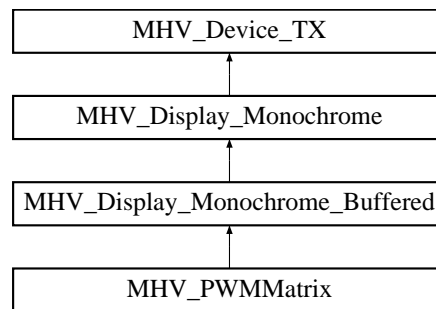 MHV_Device_TX
MHV_Display_Monochrome
MHV_Display_Monochrome_Buffered
MHV_PWMMatrix